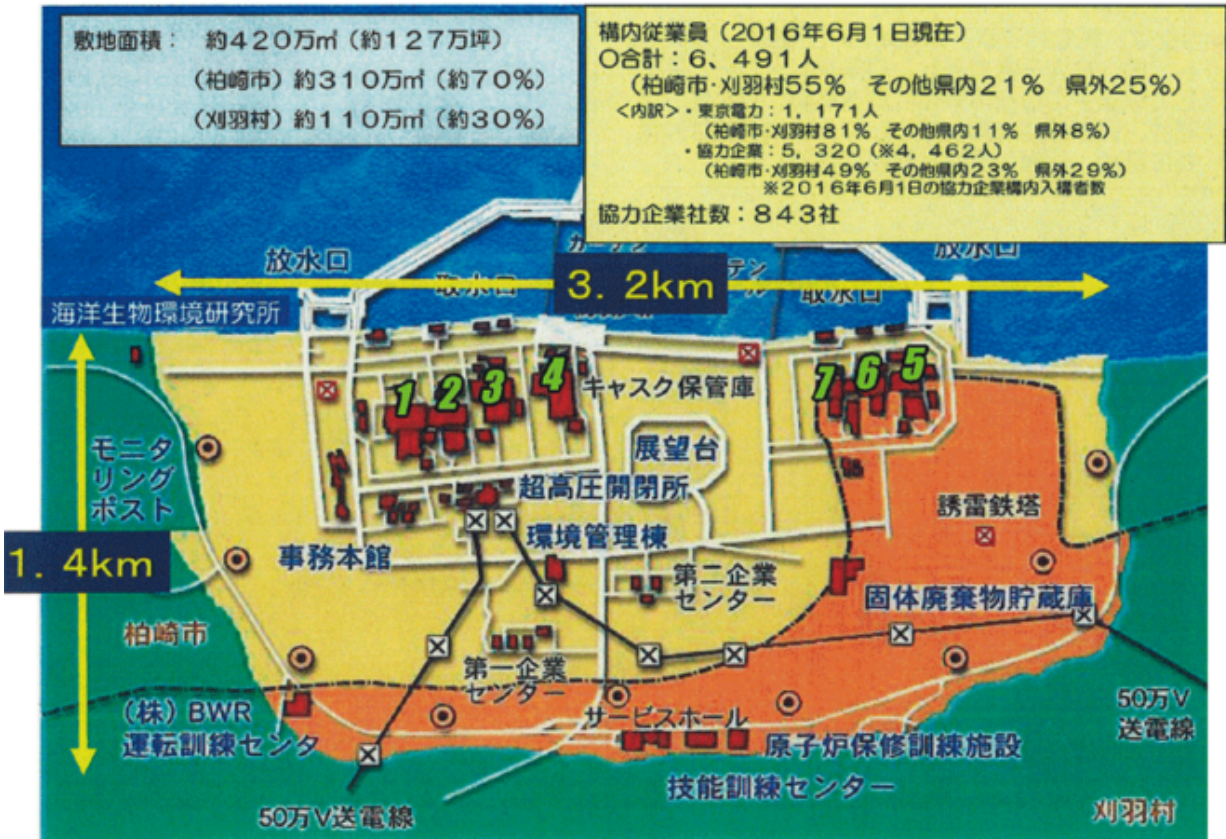 敷地面積： 約４２０万㎡（約１２７万坪）
（柏崎市）約３１０万㎡（約７０％）
（刈羽村）約１１０万㎡（約３０％）
構内従業員（2016年6月1日現在）
○合計：６、４９１人
（柏崎市・刈羽村５５％ その他県内２１％ 県外２５％）
＜内訳＞・東京電力：１，１７１人
（柏崎市・刈羽村８１％ その他県内１１％ 県外８％）
・協力企業：５，３２０（※４，４６２人）
（柏崎市・刈羽村４９％ その他県内２３％ 県外２９％）
※２０１６年６月１日の協力企業構内入構者数
協力企業社数：８４３社
放水口
取水口
3．2km
取水口
放水口
海洋生物環境研究所
1
2
3
4
7
6
5
キャスク保管庫
モニタ
リング
ポスト
展望台
超高圧開閉所
誘雷鉄塔
環境管理棟
1．4km
事務本館
第二企業
センター
固体廃棄物貯蔵庫
柏崎市
第一企業
センター
（株）BWR
運転訓練センタ
サービスホール
原子炉保修訓練施設
50万V
送電線
技能訓練センター
50万V送電線
刈羽村